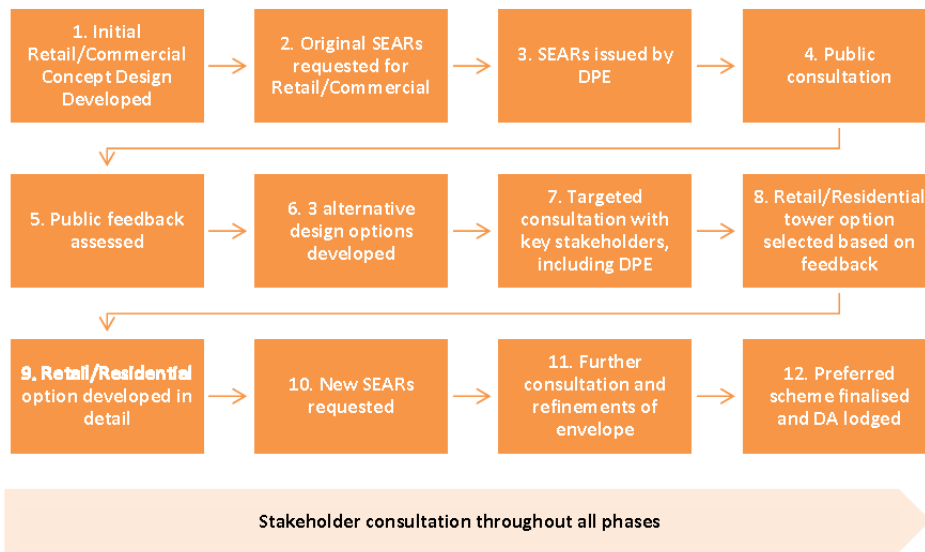 1. Initial
Retail/Commercial
Concept Design
Developed
2. Original SEARs
requested for
Retail/Commercial
3. SEARs issued by
DPE
4. Public
consultation
5. Public feedback
assessed
6. 3 alternative
design options
developed
7. Targeted
consultation with
key stakeholders,
including DPE
8. Retail/Residential
tower option
selected based on
feedback
9. Retail/Residential
option developed in
detail
10. New SEARs
requested
11. Further
consultation and
refinements of
envelope
12. Preferred
scheme finalised
and DA lodged
Stakeholder consultation throughout all phases